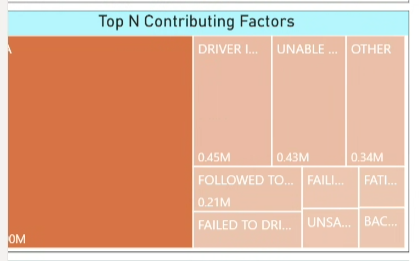 Top N Contributing Factors
A
DRIVER I...
UNABLE ...
OTHER
0.45M
0.43M
0.34M
FOLLOWED TO...
0.21M
FAILI...
FATI...
FAILED TO DRI...
UNSA...
BAC...
0M